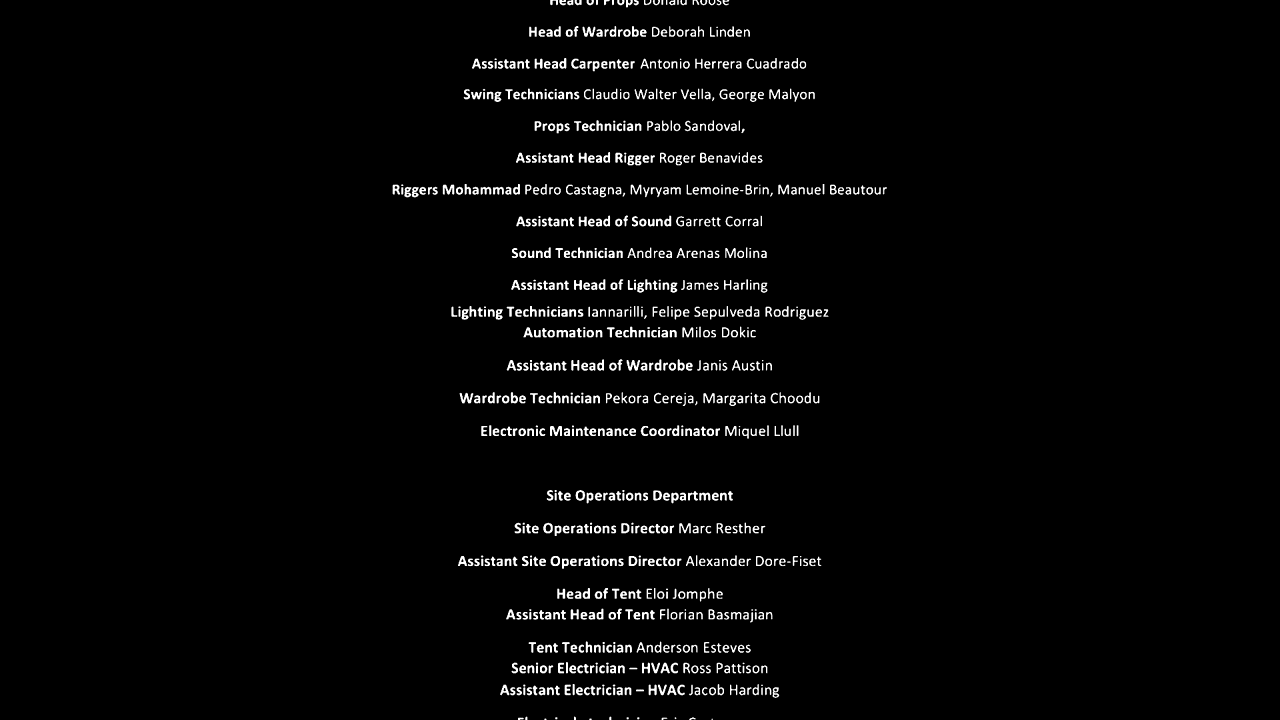 Head of Props Donald Roose
Head of Wardrobe Deborah Linden
Assistant Head Carpenter Antonio Herrera Cuadrado
Swing Technicians Claudio Walter Vella, George Malyon
Props Technician Pablo Sandoval,
Assistant Head Rigger Roger Benavides
Riggers Mohammad Pedro Castagna, Myryam Lemoine-Brin, Manuel Beautour
Assistant Head of Sound Garrett Corral
Sound Technician Andrea Arenas Molina
Assistant Head of Lighting James Harling
Lighting Technicians Iannarilli, Felipe Sepulveda Rodriguez
Automation Technician Milos Dokic
Assistant Head of Wardrobe Janis Austin
Wardrobe Technician Pekora Cereja, Margarita Choodu
Electronic Maintenance Coordinator Miquel Llull
Site Operations Department
Site Operations Director Marc Resther
Assistant Site Operations Director Alexander Dore-Fiset
Head of Tent Eloi Jomphe
Assistant Head of Tent Florian Basmajian
Tent Technician Anderson Esteves
Senior Electrician – HVAC Ross Pattison
Assistant Electrician – HVAC Jacob Harding